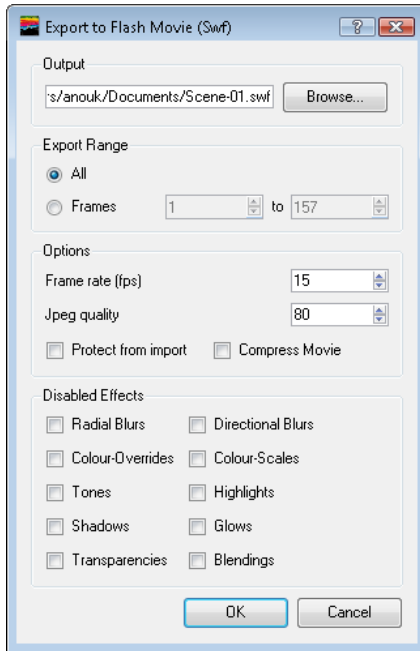 Export to Flash Movie (Swf)
Output
s/anouk/Documents/Scene-01.swf Browse...
Export Range
All
Frames 1 to 157
Options
Frame rate (fps) 15
Jpeg quality 80
Protect from import Compress Movie
Disabled Effects
Radial Blurs Directional Blurs
Colour-Overrides Colour-Scales
Tones Highlights
Shadows Glows
Transparencies Blendings
OK Cancel